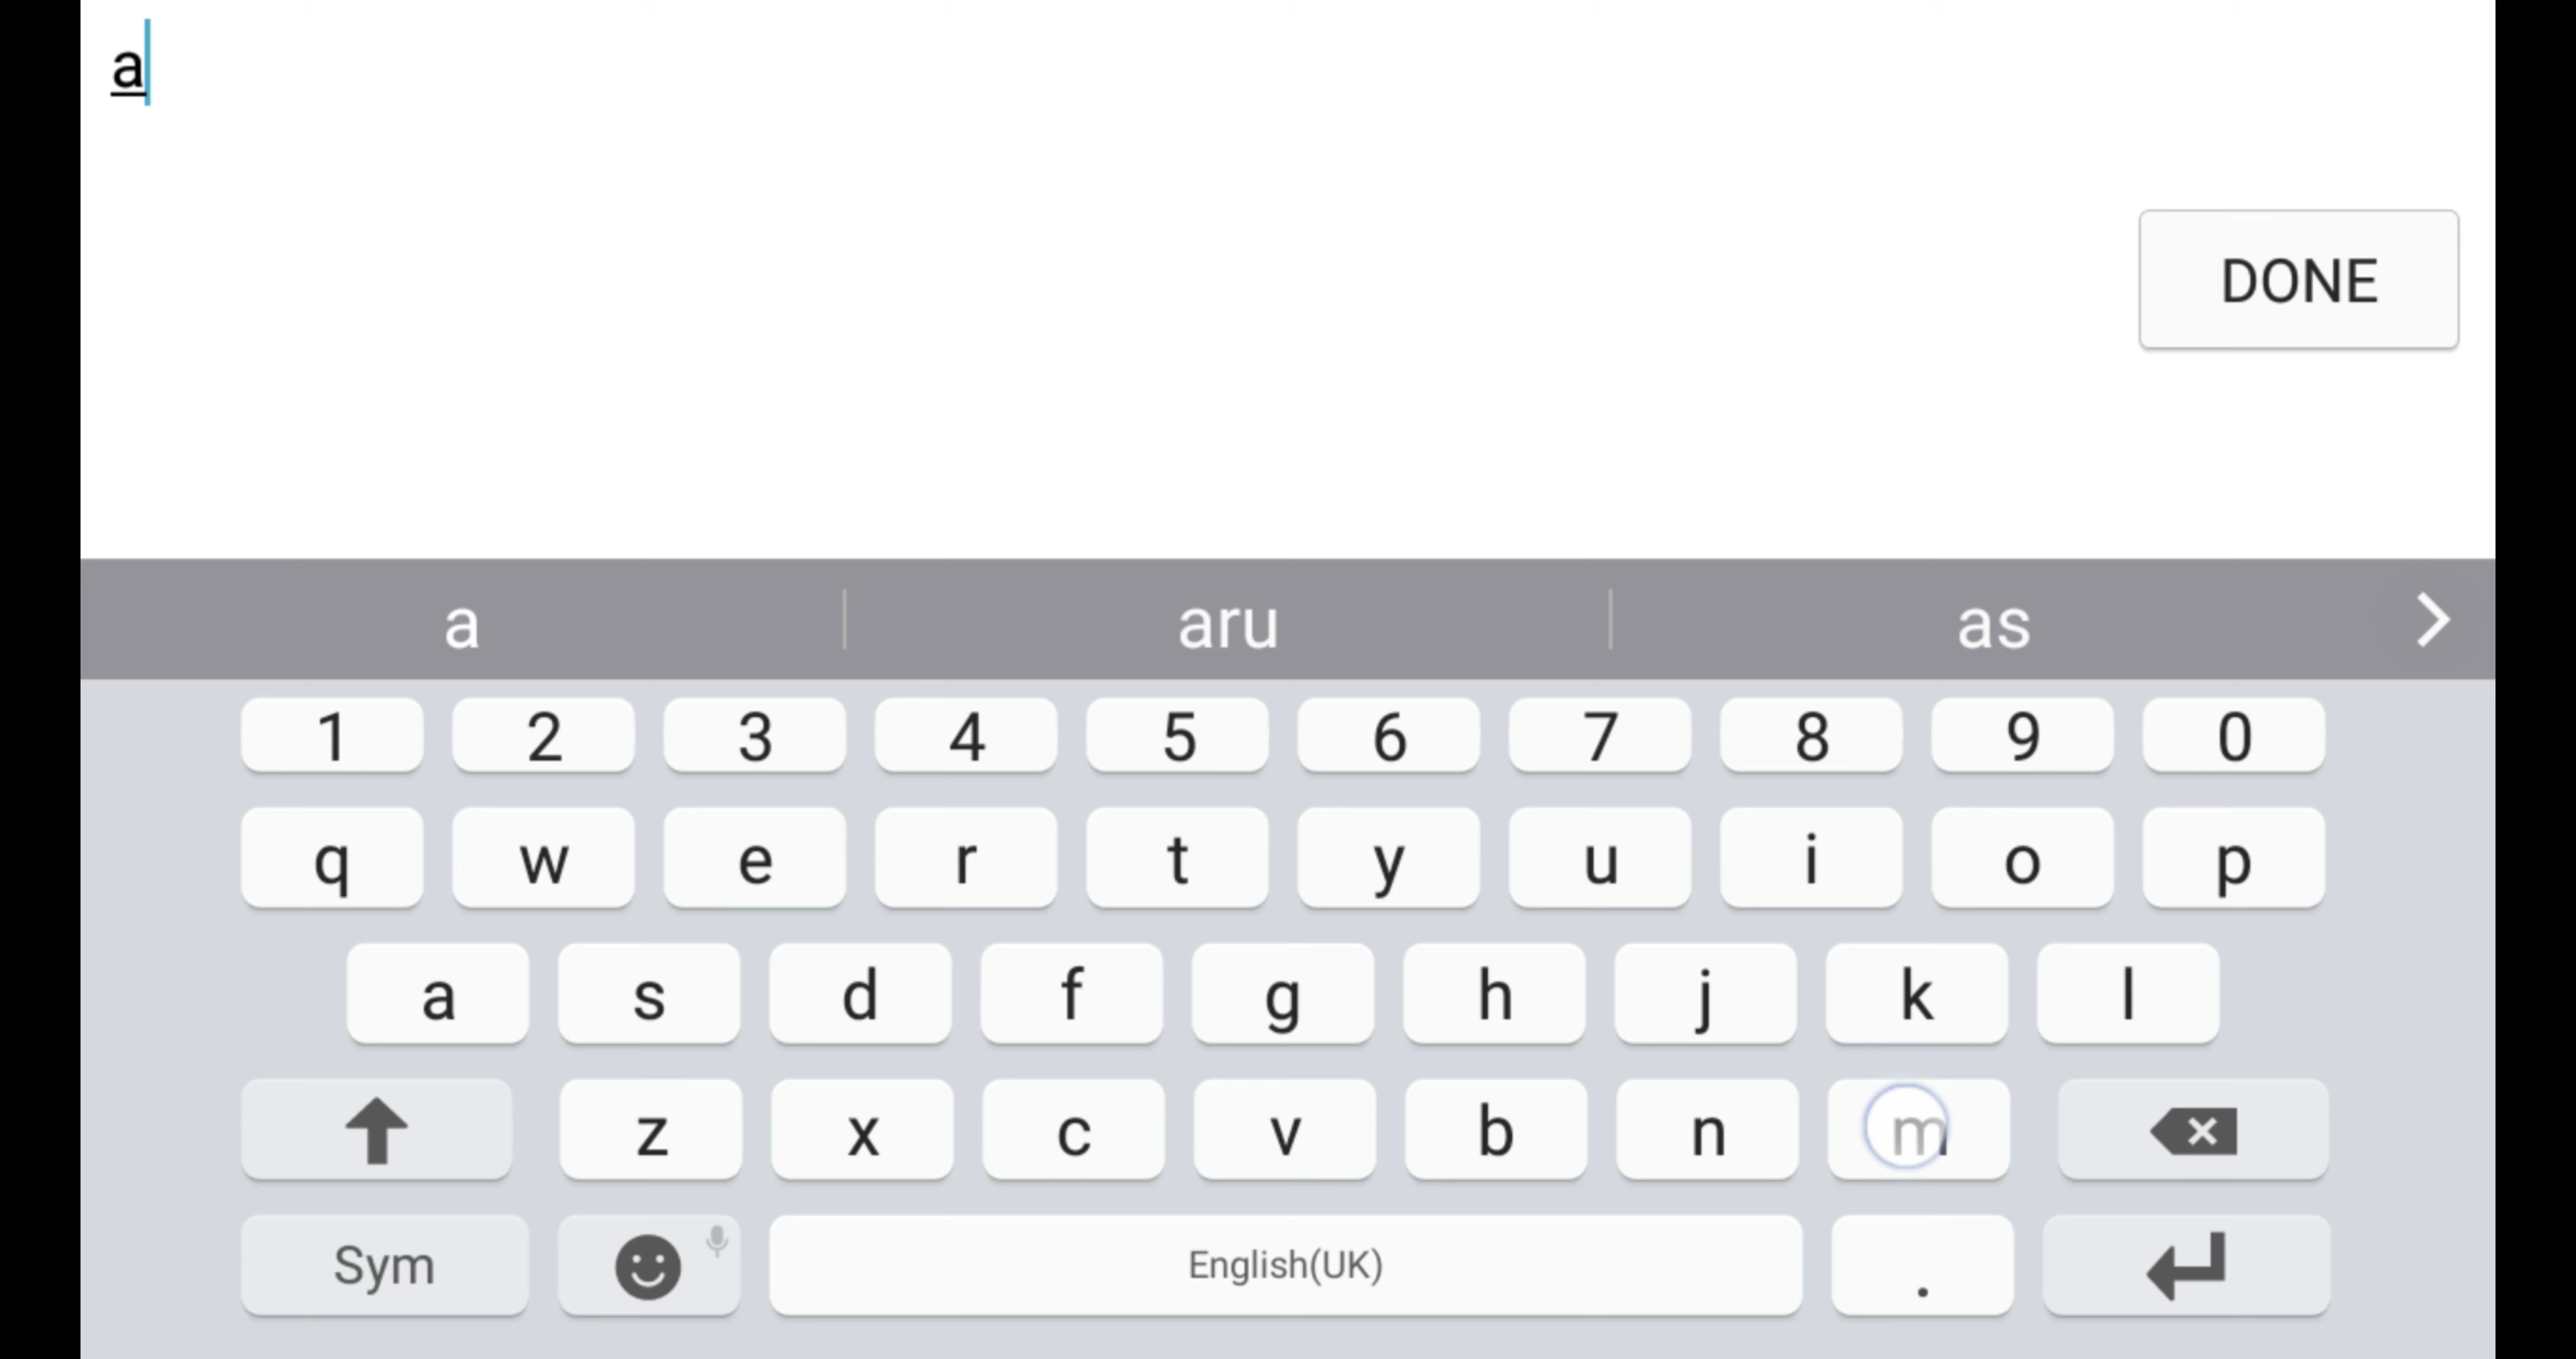 a
DONE
a aru as
1 2 3 4 5 6 7 8 9 0
q w e r t y u i o p
a s d f g h j k l
z x c v b n m
Sym English(UK) .